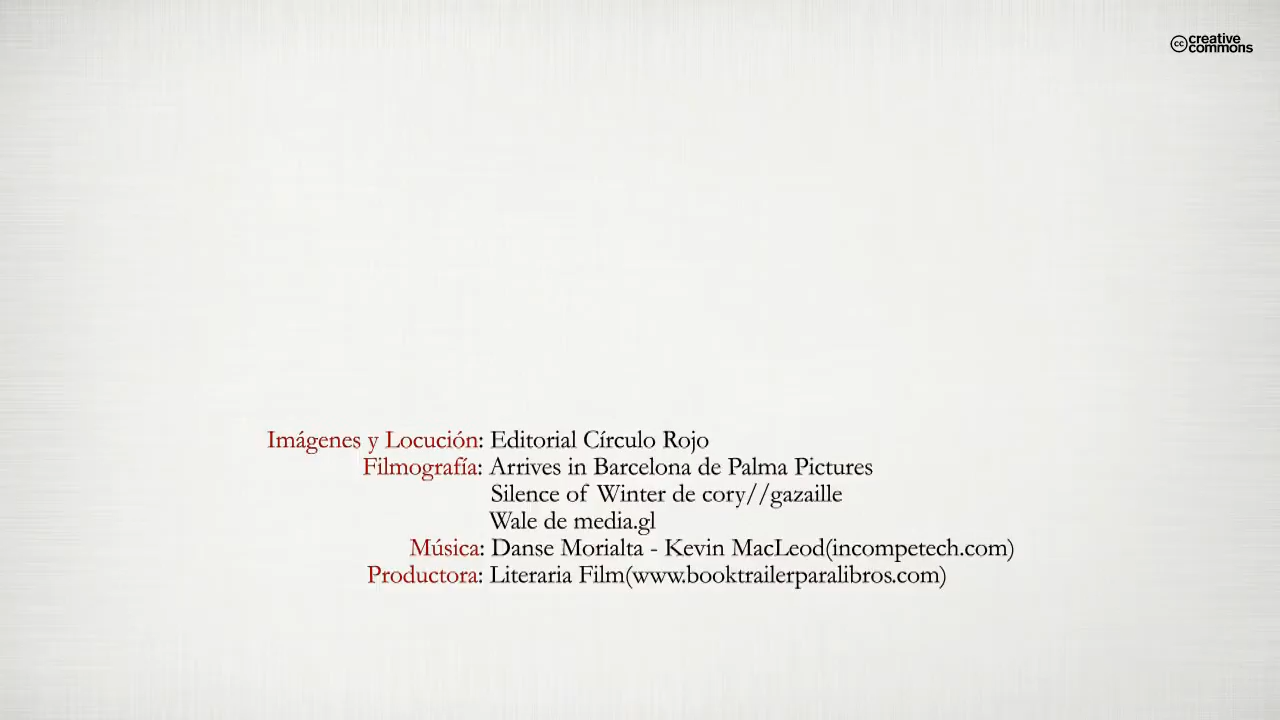 creative
commons
Imágenes y Locución: Editorial Círculo Rojo
Filmografía: Arrives in Barcelona de Palma Pictures
Silence of Winter de cory//gazaille
Wale de media.gl
Música: Danse Morialta - Kevin MacLeod(incompetech.com)
Productora: Literaria Film(www.booktrailerparalibros.com)